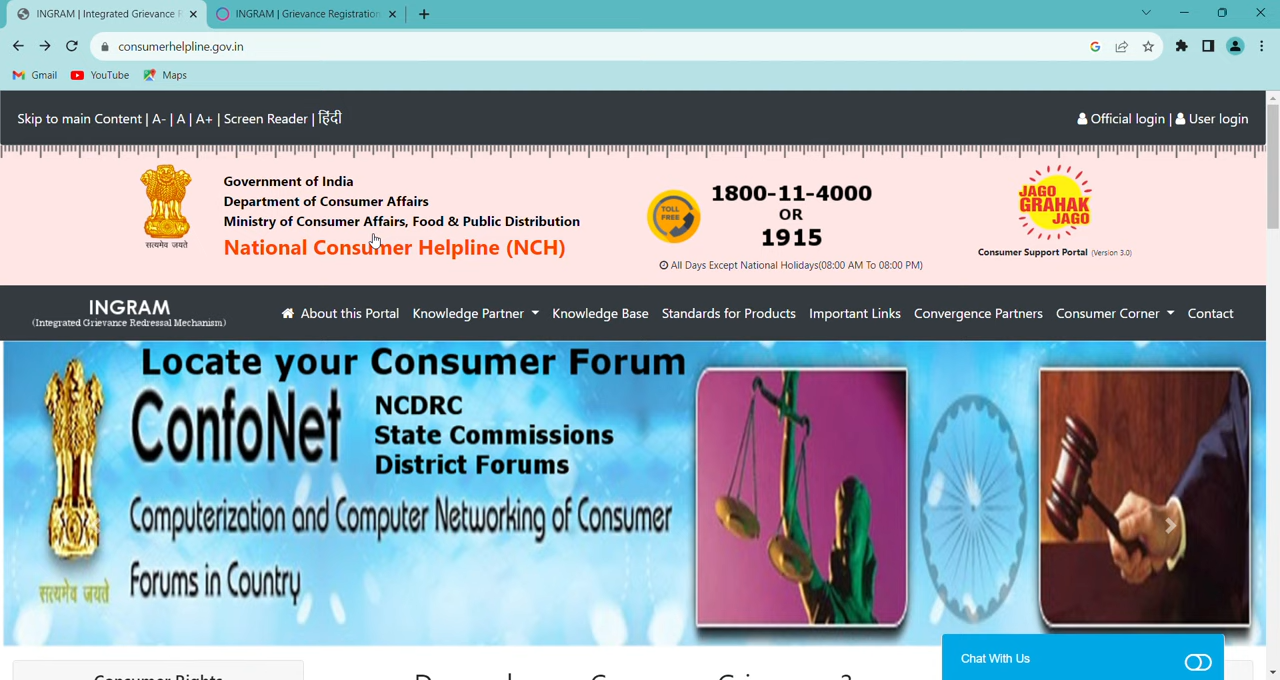 INGRAM | Integrated Grievance R
INGRAM | Grievance Registration
consumerhelpline.gov.in
Gmail
YouTube
Maps
Skip to main Content | A- | A | A+ | Screen Reader | हिंदी
Official login | User login
Government of India
Department of Consumer Affairs
Ministry of Consumer Affairs, Food & Public Distribution
National Consumer Helpline (NCH)
सत्यमेव जयते
TOLL
FREE
1800-11-4000
OR
1915
All Days Except National Holidays(08:00 AM To 08:00 PM)
JAGO
GRAHAK
JAGO
Consumer Support Portal (Version 3.0)
INGRAM
(Integrated Grievance Redressal Mechanism)
About this Portal
Knowledge Partner
Knowledge Base
Standards for Products
Important Links
Convergence Partners
Consumer Corner
Contact
Locate your Consumer Forum
ConfoNet
NCDRC
State Commissions
District Forums
Computerization and Computer Networking of Consumer
Forums in Country
सत्यमेव जयते
Chat With Us
Consumer Rights